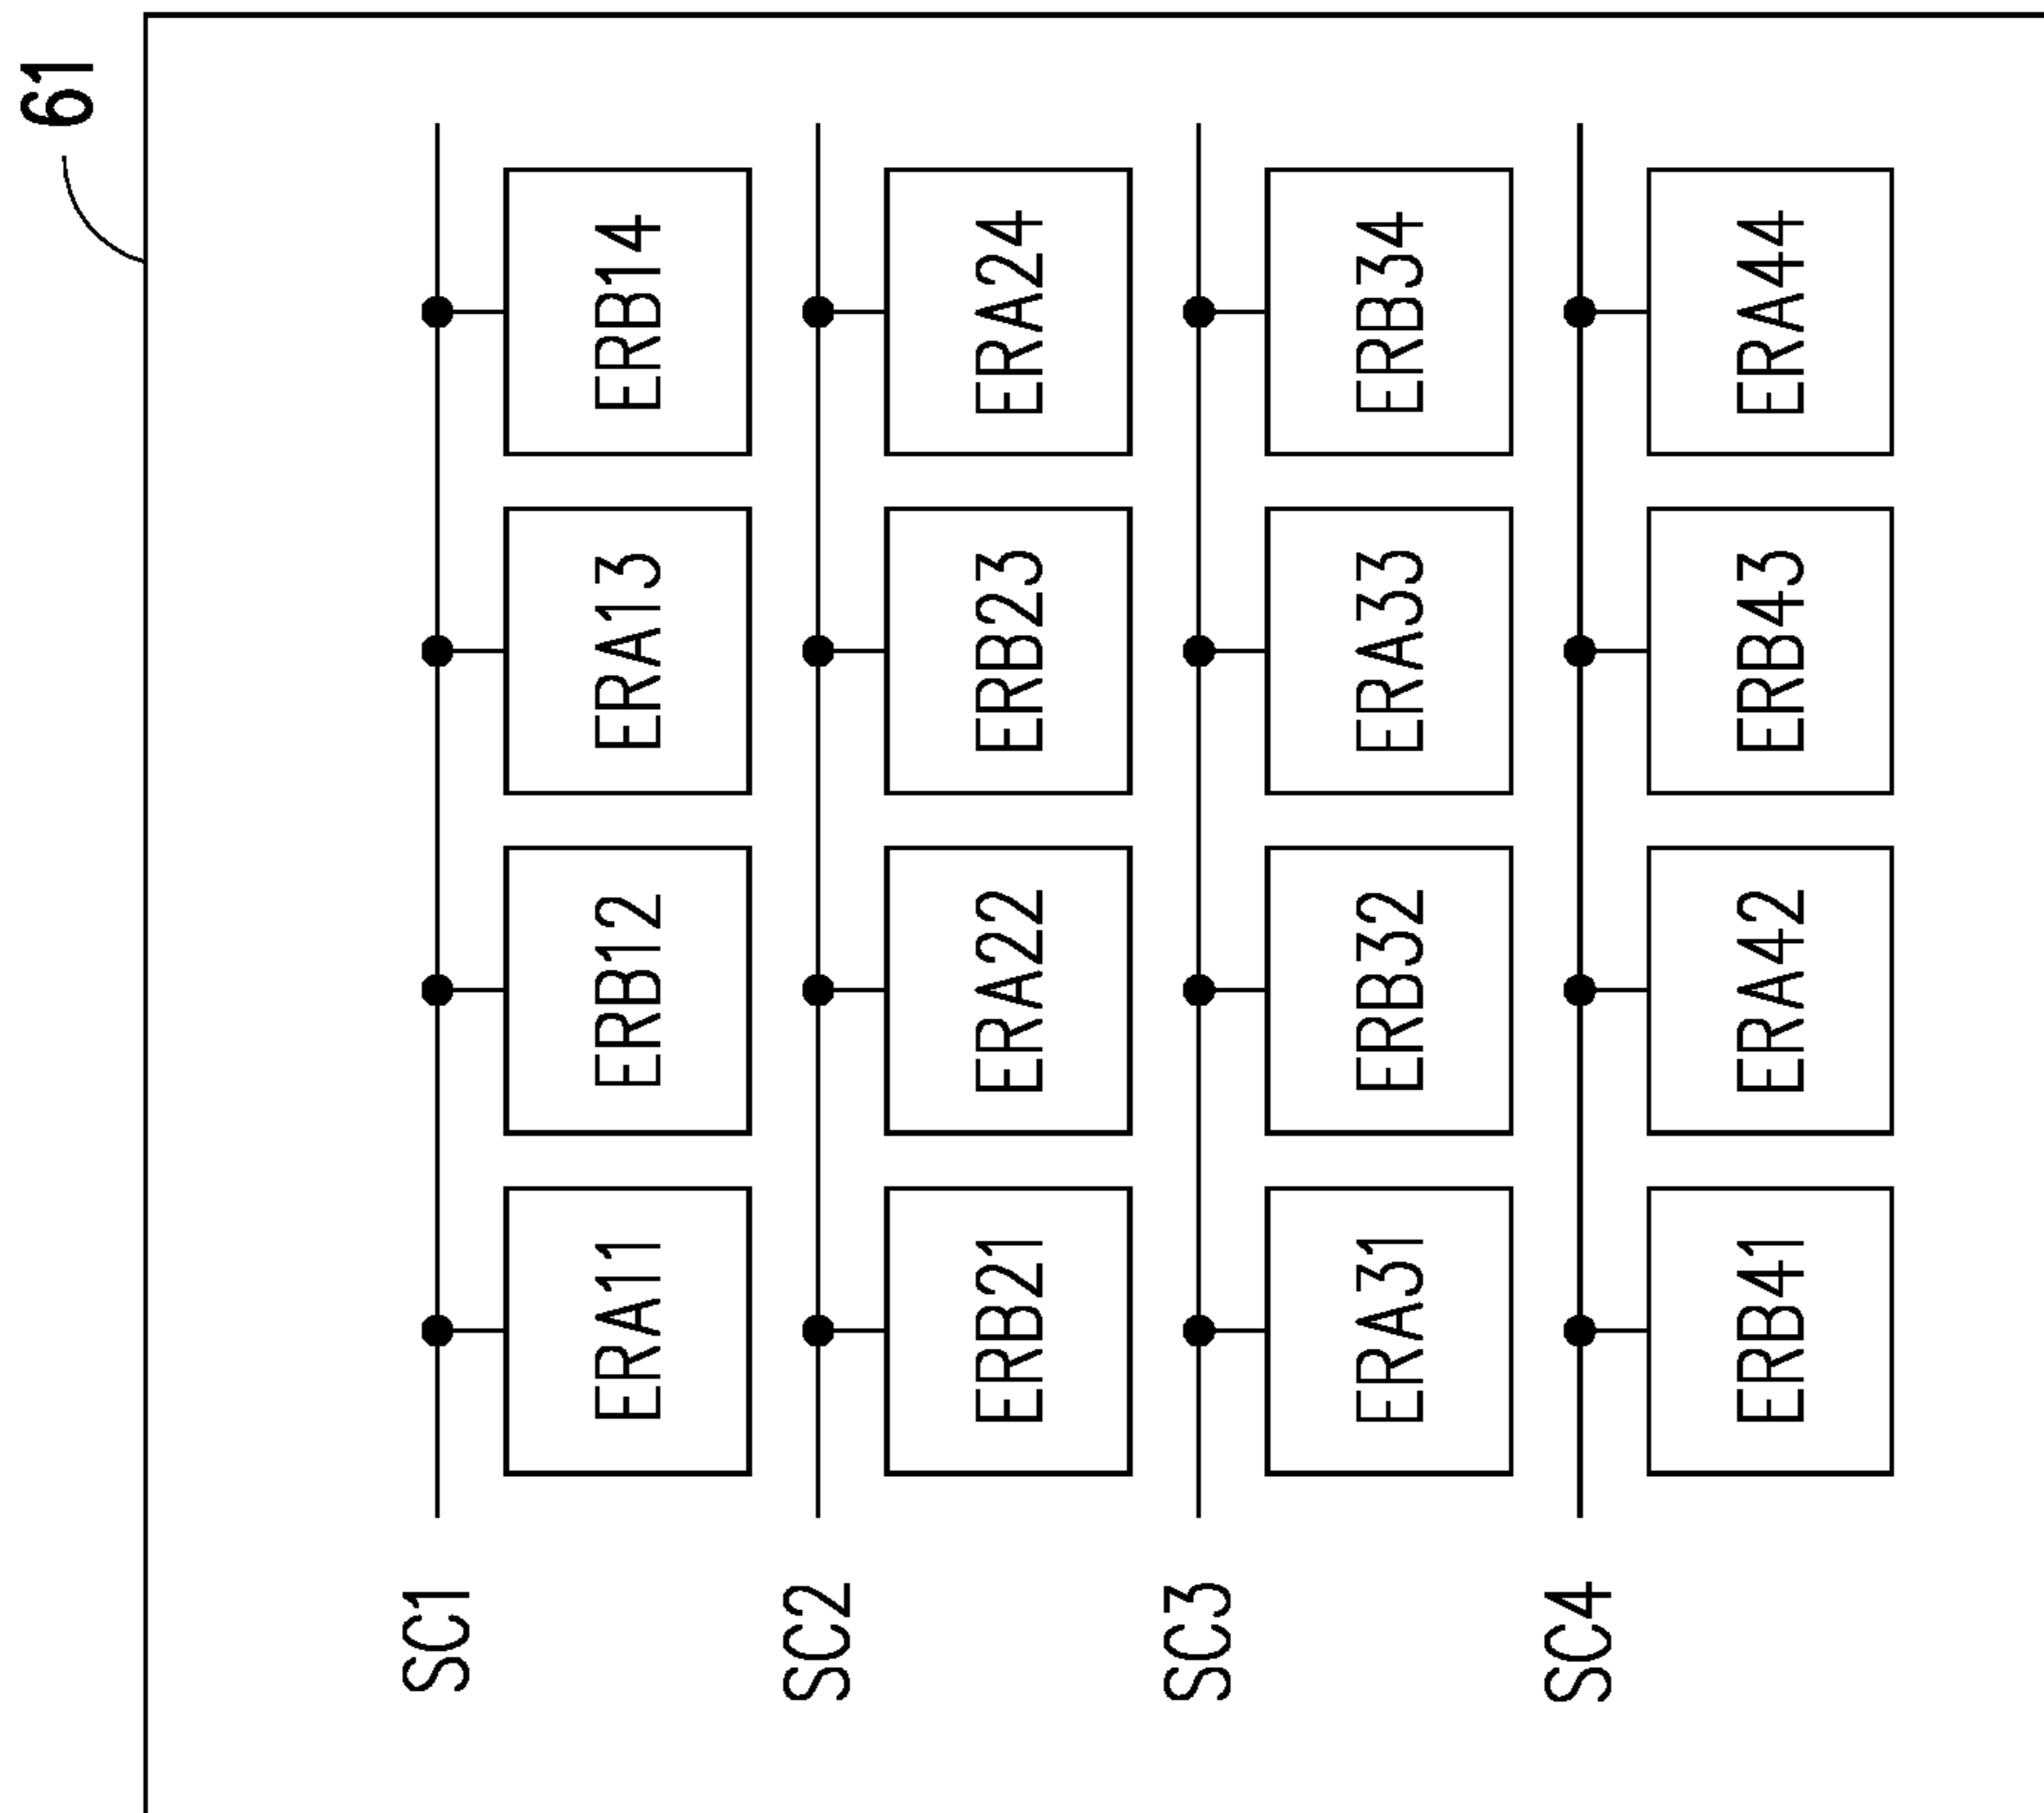 61
SC1
ERA11 ERB12 ERA13 ERB14
SC2
ERB21 ERA22 ERB23 ERA24
SC3
ERA31 ERB32 ERA33 ERB34
SC4
ERB41 ERA42 ERB43 ERA44